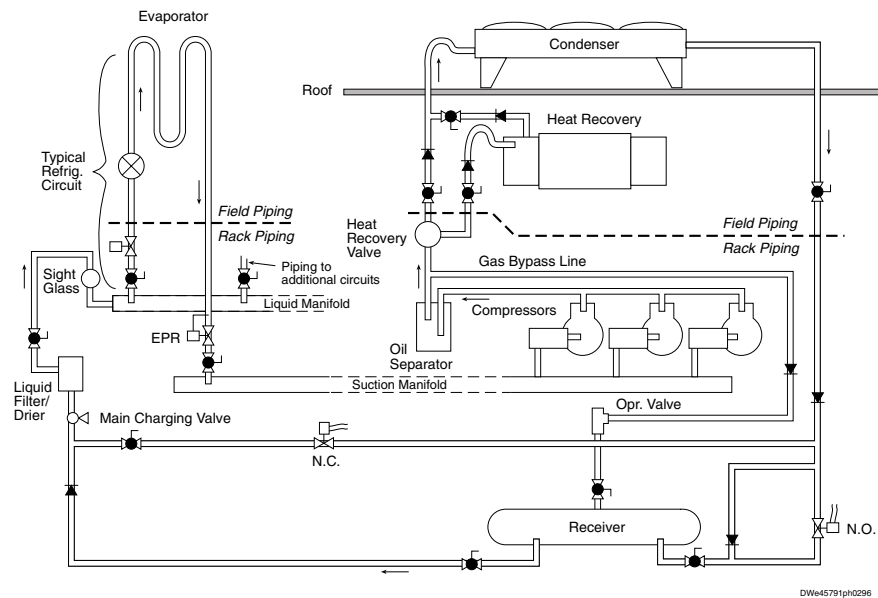 Evaporator
Condenser
Roof
Heat Recovery
Typical
Refrig.
Circuit
Field Piping
Rack Piping
Heat
Recovery
Valve
Field Piping
Rack Piping
Sight
Glass
Piping to
additional circuits
Gas Bypass Line
Liquid Manifold
Compressors
EPR
Oil
Separator
Liquid
Filter/
Drier
Suction Manifold
Main Charging Valve
Opr. Valve
N.C.
Receiver
N.O.
DWe45791ph0296